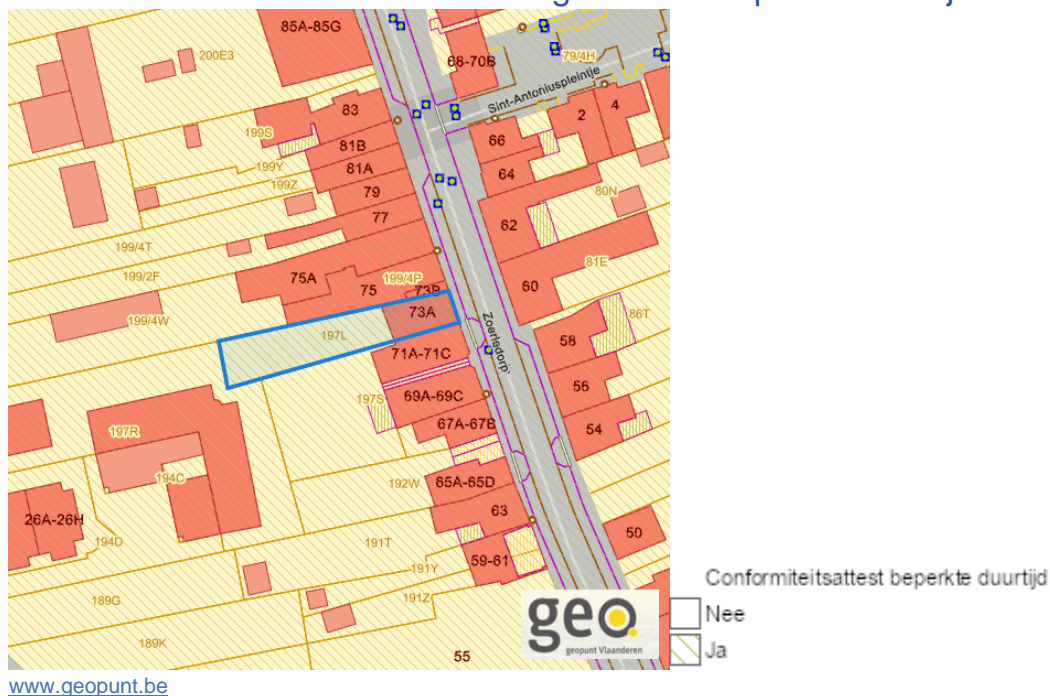 85A-85G
200E3
68-70B
79/4H
Sint-Antoniuspleintje
83
2
4
199S
81B
66
199Y
81A
64
199Z
79
80N
77
62
199/4T
81E
199/2F
75A
199/4P
75
73B
60
199/4W
73A
86T
197L
Zoerledorp
58
71A-71C
56
197S
69A-69C
67A-67B
54
197R
194C
192W
65A-65D
26A-26H
63
50
194D
191T
59-61
191Y
189G
191Z
189K
55
geo.
geopunt Vlaanderen
Conformiteitsattest beperkte duurtijd
Nee
Ja
www.geopunt.be